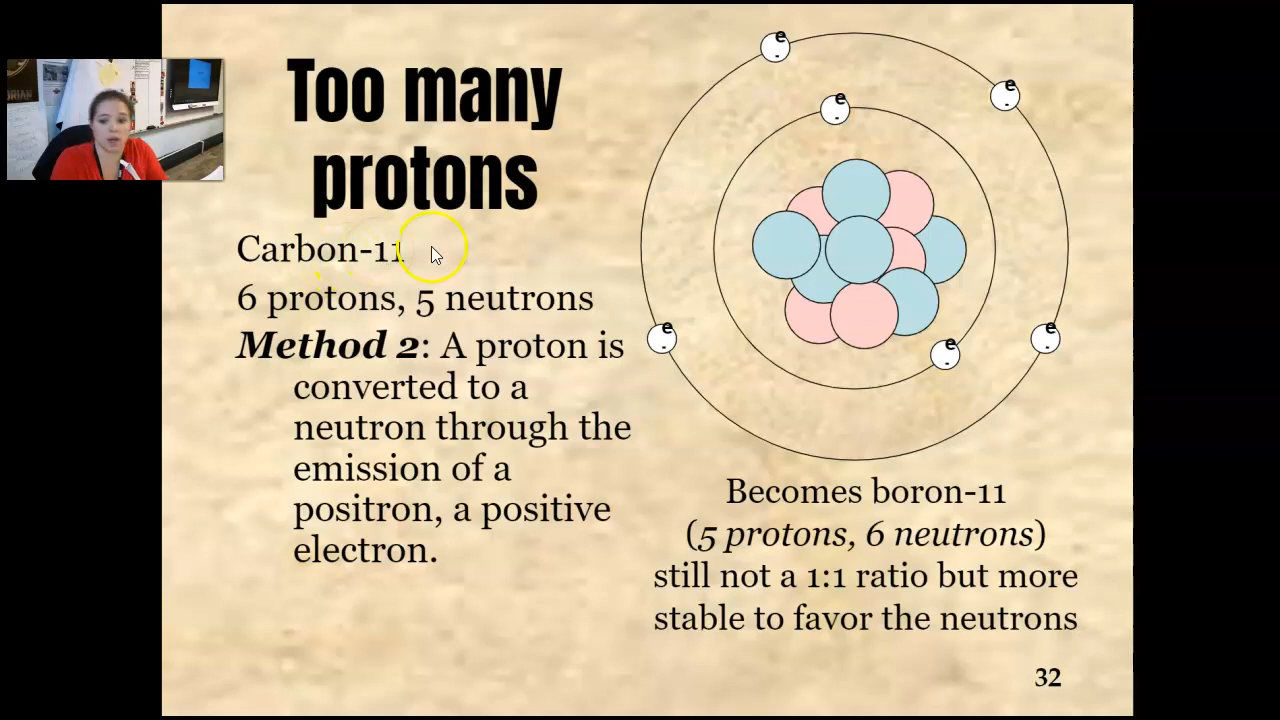 Too many
protons
Carbon-11
6 protons, 5 neutrons
Method 2: A proton is
converted to a
neutron through the
emission of a
positron, a positive
electron.
e
-
e
-
e
-
e
-
e
-
e
-
Becomes boron-11
(5 protons, 6 neutrons)
still not a 1:1 ratio but more
stable to favor the neutrons
32